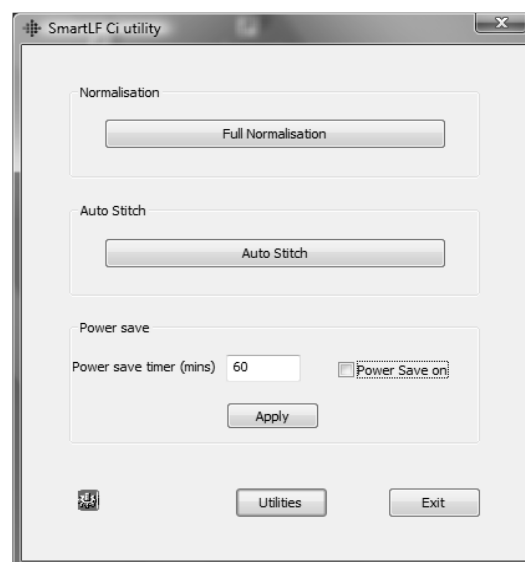 SmartLF Ci utility
Normalisation
Full Normalisation
Auto Stitch
Auto Stitch
Power save
Power save timer (mins) 60 Power Save on
Apply
Utilities Exit